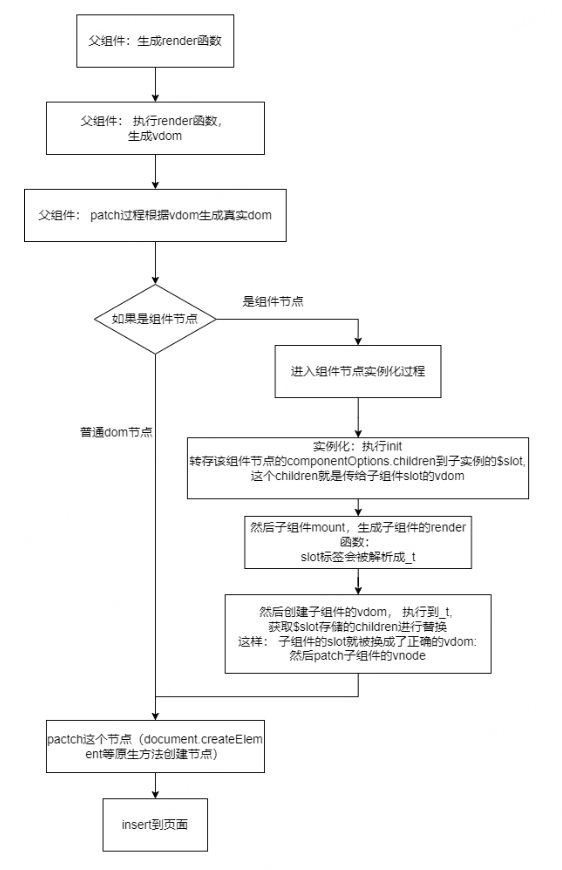 父组件：生成render函数
父组件： 执行render函数，
生成vdom
父组件： patch过程根据vdom生成真实dom
如果是组件节点
是组件节点
进入组件节点实例化过程
普通dom节点
实例化：执行init
转存该组件节点的componentOptions.children到子实例的$slot,
这个children就是传给子组件slot的vdom
然后子组件mount，生成子组件的render
函数：
slot标签会被解析成_t
然后创建子组件的vdom， 执行到_t,
获取$slot存储的children进行替换
这样： 子组件的slot就被换成了正确的vdom:
然后patch子组件的vnode
pactch这个节点（document.createElem
ent等原生方法创建节点）
insert到页面